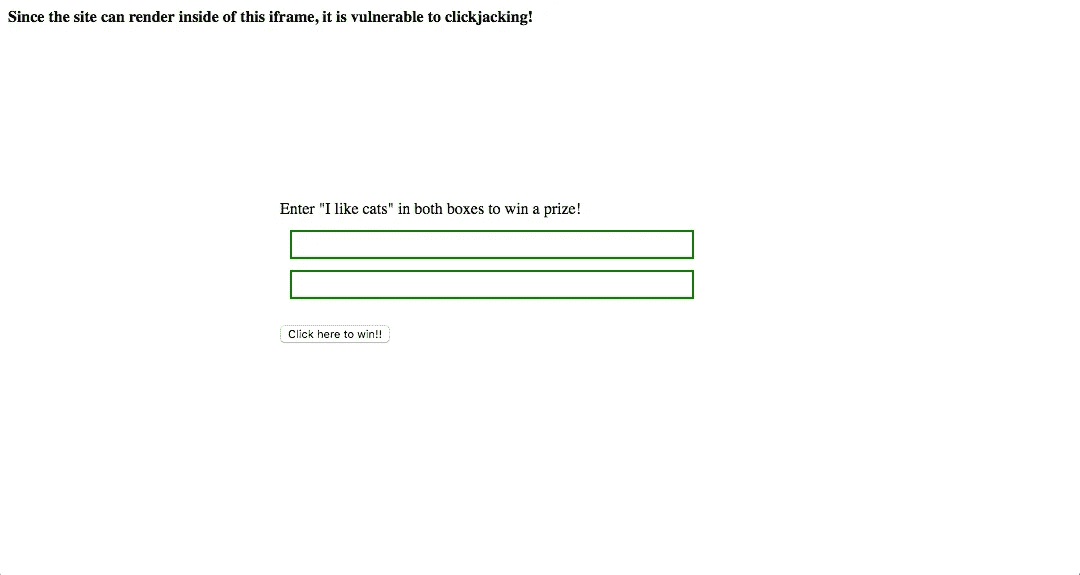 Since the site can render inside of this iframe, it is vulnerable to clickjacking!
Enter "I like cats" in both boxes to win a prize!
Click here to win!!